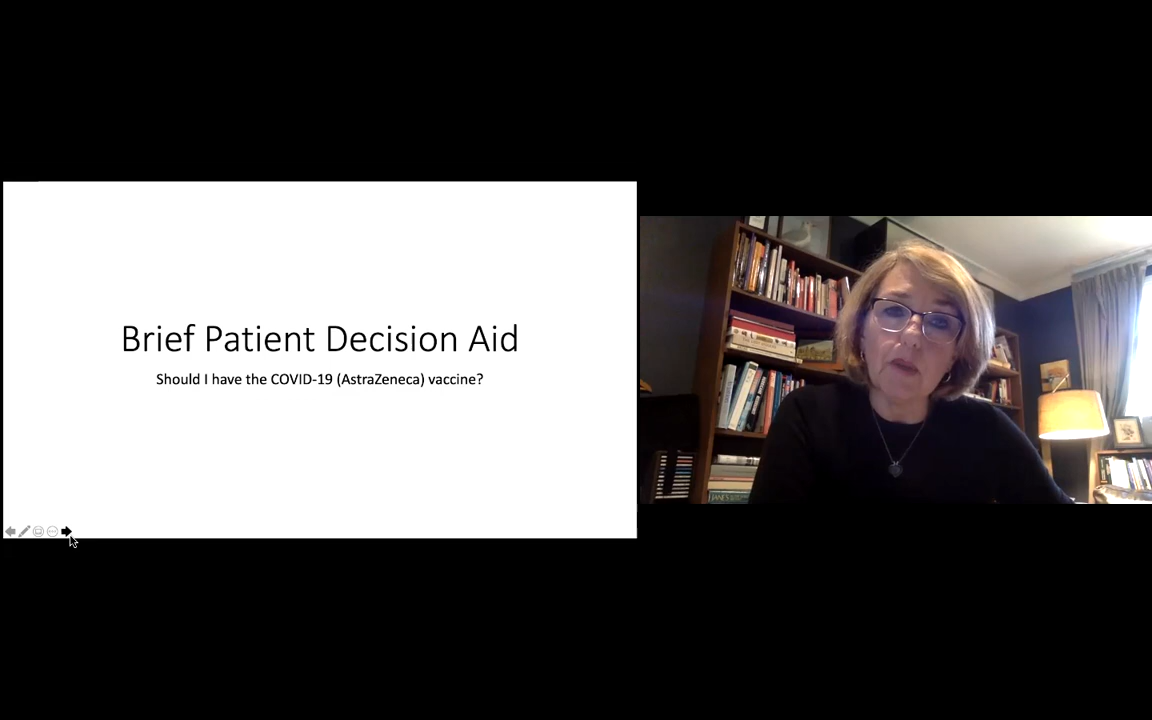 Brief Patient Decision Aid
Should I have the COVID-19 (AstraZeneca) vaccine?